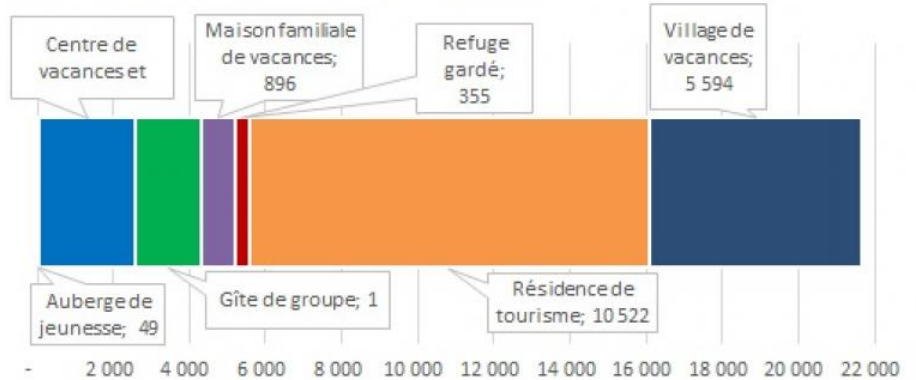 Centre de
vacances et
Maison familiale
de vacances;
896
Refuge
gardé;
355
Village de
vacances;
5 594
Auberge de
jeunesse; 49
Gîte de groupe; 1
Résidence de
tourisme; 10 522
- 2 000 4 000 6 000 8 000 10 000 12 000 14 000 16 000 18 000 20 000 22 000